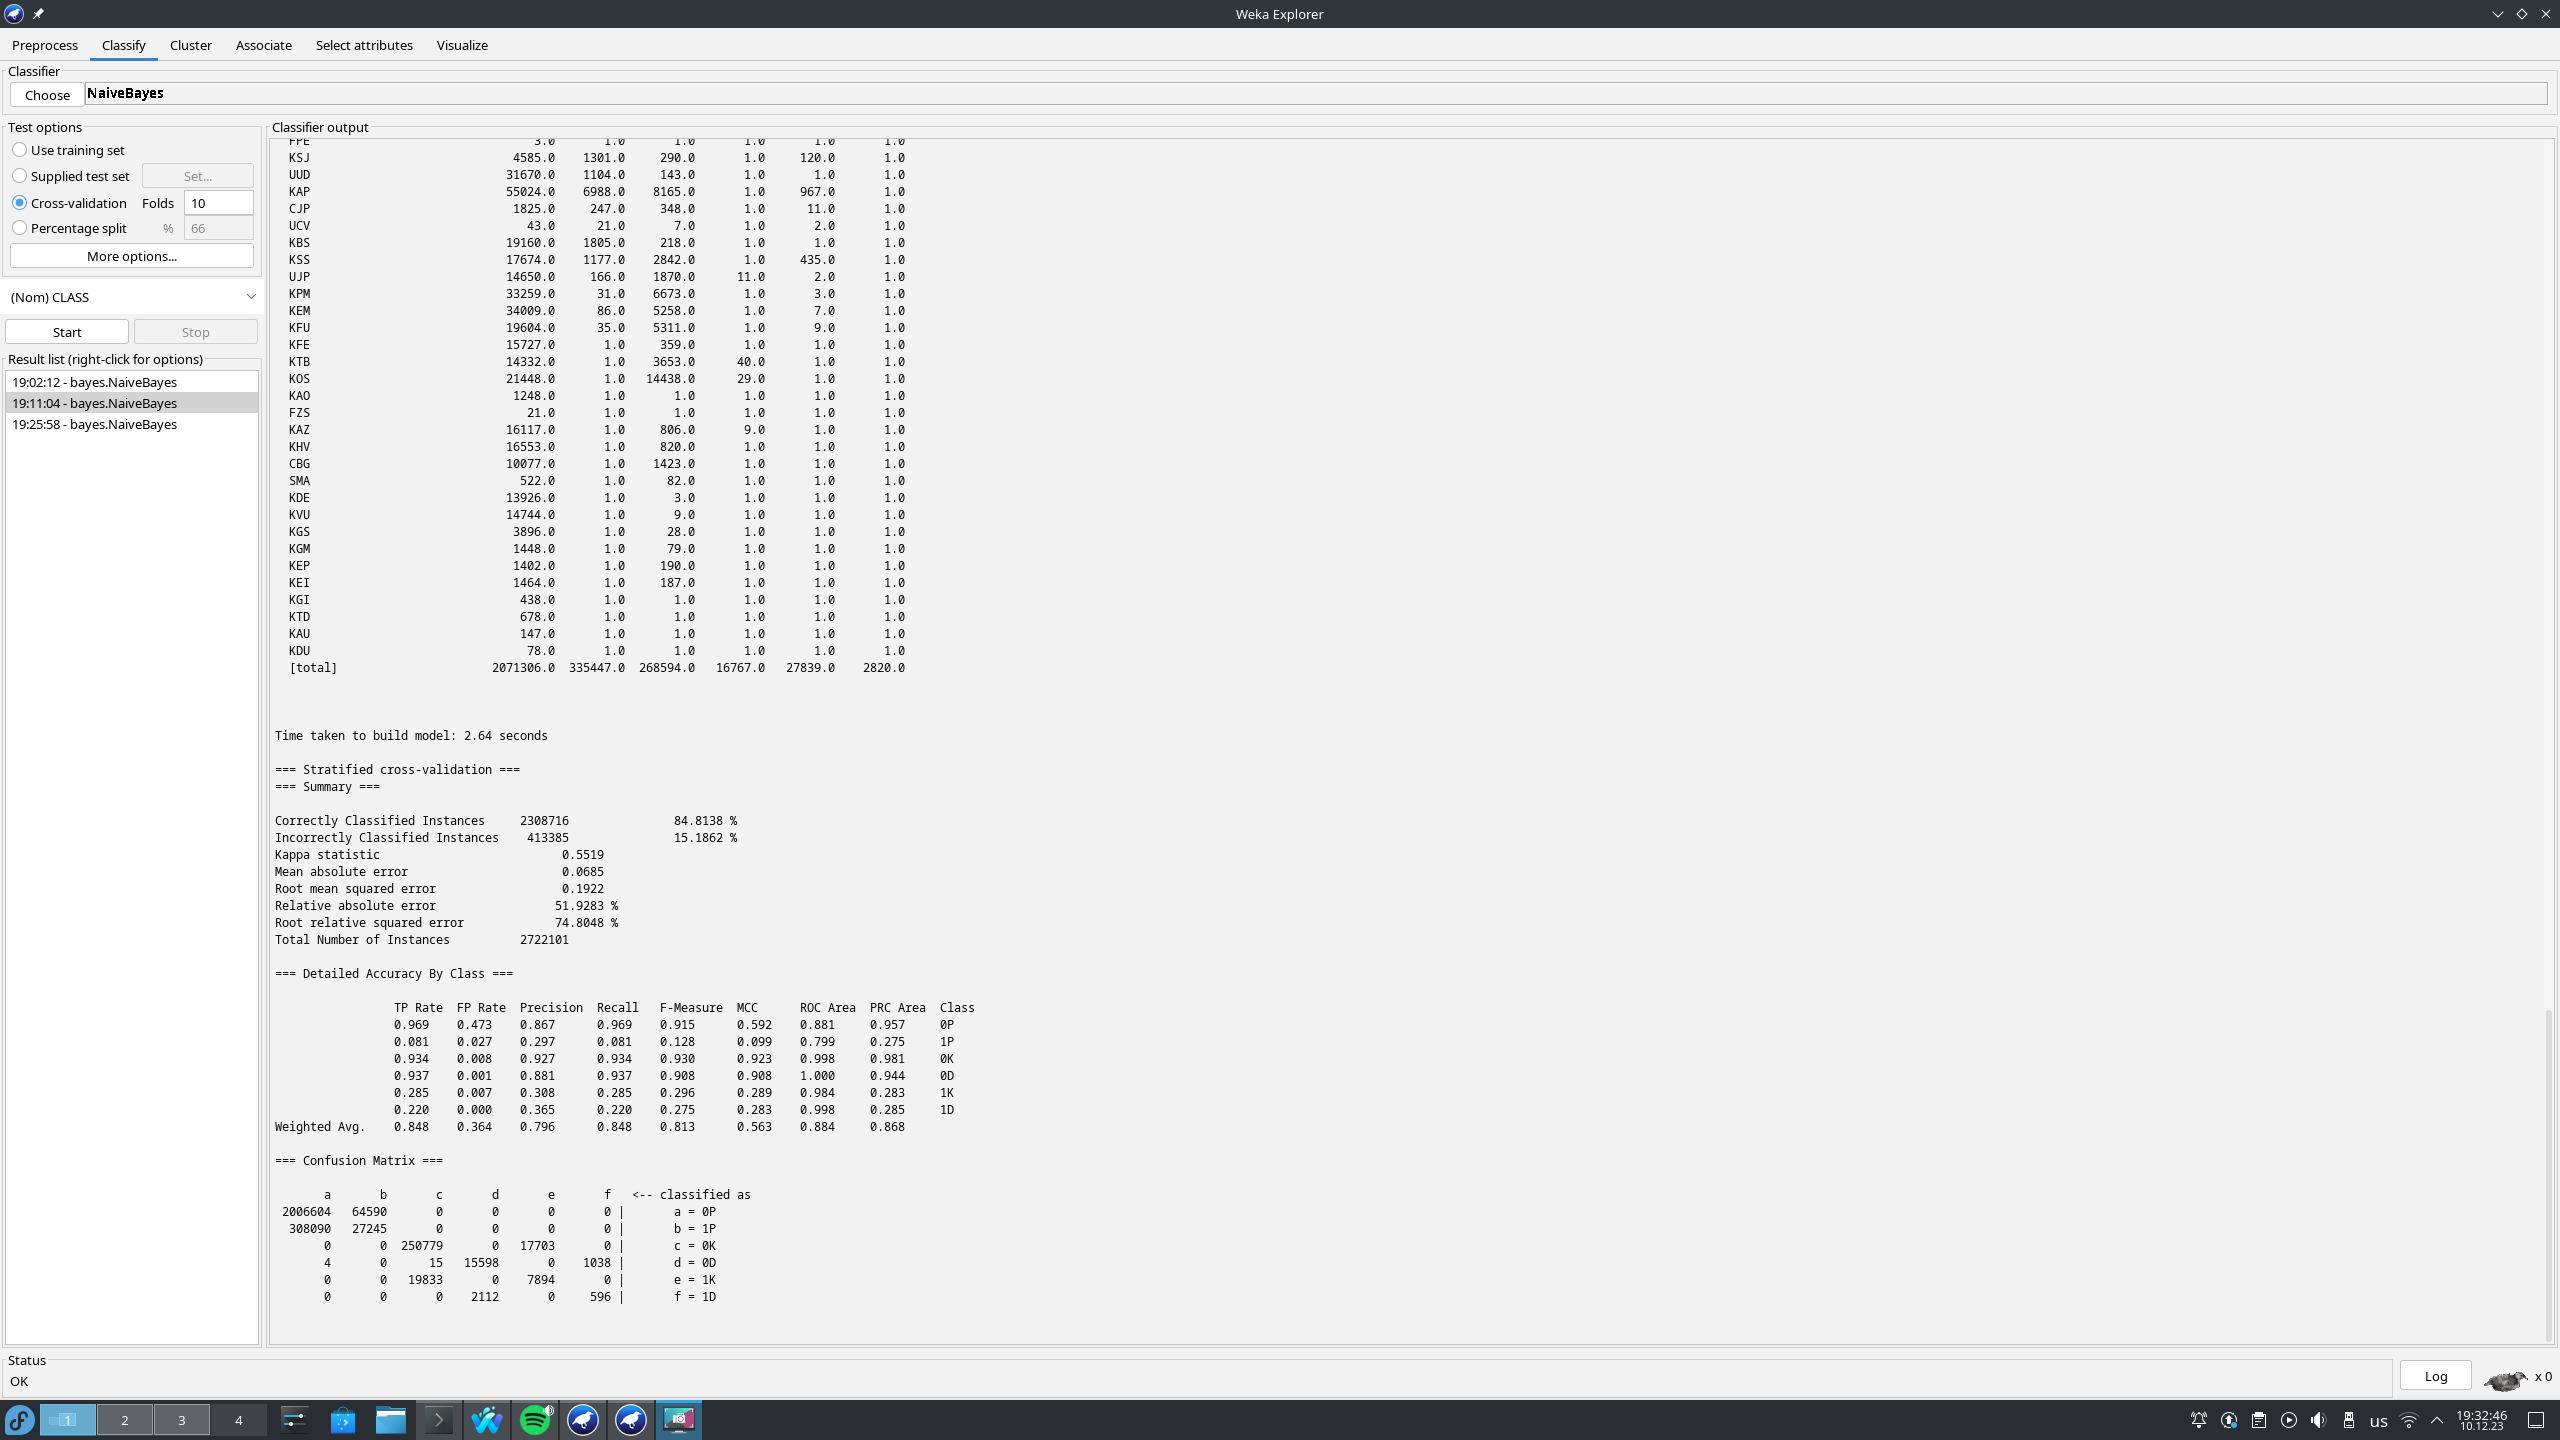 Weka Explorer
Preprocess Classify Cluster Associate Select attributes Visualize
Classifier
Choose NaiveBayes
Test options
Use training set
Supplied test set Set...
Cross-validation Folds 10
Percentage split % 66
More options...
(Nom) CLASS
Start Stop
Result list (right-click for options)
19:02:12 - bayes.NaiveBayes
19:11:04 - bayes.NaiveBayes
19:25:58 - bayes.NaiveBayes
Classifier output
FPE 3.0 1.0 1.0 1.0 1.0 1.0
KSJ 4585.0 1301.0 290.0 1.0 120.0 1.0
UUD 31670.0 1104.0 143.0 1.0 1.0 1.0
KAP 55024.0 6988.0 8165.0 1.0 967.0 1.0
CJP 1825.0 247.0 348.0 1.0 11.0 1.0
UCV 43.0 21.0 7.0 1.0 2.0 1.0
KBS 19160.0 1805.0 218.0 1.0 1.0 1.0
KSS 17674.0 1177.0 2842.0 1.0 435.0 1.0
UJP 14650.0 166.0 1870.0 11.0 2.0 1.0
KPM 33259.0 31.0 6673.0 1.0 3.0 1.0
KEM 34009.0 86.0 5258.0 1.0 7.0 1.0
KFU 19604.0 35.0 5311.0 1.0 9.0 1.0
KFE 15727.0 1.0 359.0 1.0 1.0 1.0
KTB 14332.0 1.0 3653.0 40.0 1.0 1.0
KOS 21448.0 1.0 14438.0 29.0 1.0 1.0
KAO 1248.0 1.0 1.0 1.0 1.0 1.0
FZS 21.0 1.0 1.0 1.0 1.0 1.0
KAZ 16117.0 1.0 806.0 9.0 1.0 1.0
KHV 16553.0 1.0 820.0 1.0 1.0 1.0
CBG 10077.0 1.0 1423.0 1.0 1.0 1.0
SMA 522.0 1.0 82.0 1.0 1.0 1.0
KDE 13926.0 1.0 3.0 1.0 1.0 1.0
KVU 14744.0 1.0 9.0 1.0 1.0 1.0
KGS 3896.0 1.0 28.0 1.0 1.0 1.0
KGM 1448.0 1.0 79.0 1.0 1.0 1.0
KEP 1402.0 1.0 190.0 1.0 1.0 1.0
KEI 1464.0 1.0 187.0 1.0 1.0 1.0
KGI 438.0 1.0 1.0 1.0 1.0 1.0
KTD 678.0 1.0 1.0 1.0 1.0 1.0
KAU 147.0 1.0 1.0 1.0 1.0 1.0
KDU 78.0 1.0 1.0 1.0 1.0 1.0
[total] 2071306.0 335447.0 268594.0 16767.0 27839.0 2820.0
Time taken to build model: 2.64 seconds
=== Stratified cross-validation ===
=== Summary ===
Correctly Classified Instances 2308716 84.8138 %
Incorrectly Classified Instances 413385 15.1862 %
Kappa statistic 0.5519
Mean absolute error 0.0685
Root mean squared error 0.1922
Relative absolute error 51.9283 %
Root relative squared error 74.8048 %
Total Number of Instances 2722101
=== Detailed Accuracy By Class ===
TP Rate FP Rate Precision Recall F-Measure MCC ROC Area PRC Area Class
0.969 0.473 0.867 0.969 0.915 0.592 0.881 0.957 0P
0.081 0.027 0.297 0.081 0.128 0.099 0.799 0.275 1P
0.934 0.008 0.927 0.934 0.930 0.923 0.998 0.981 0K
0.937 0.001 0.881 0.937 0.908 0.908 1.000 0.944 0D
0.285 0.007 0.308 0.285 0.296 0.289 0.984 0.283 1K
0.220 0.000 0.365 0.220 0.275 0.283 0.998 0.285 1D
Weighted Avg. 0.848 0.364 0.796 0.848 0.813 0.563 0.884 0.868
=== Confusion Matrix ===
a b c d e f <-- classified as
2006604 64590 0 0 0 0 | a = 0P
308090 27245 0 0 0 0 | b = 1P
0 0 250779 0 17703 0 | c = 0K
4 0 15 15598 0 1038 | d = 0D
0 0 19833 0 7894 0 | e = 1K
0 0 0 2112 0 596 | f = 1D
Status
OK
Log x 0
1 2 3 4
us 19:32:46
10.12.23